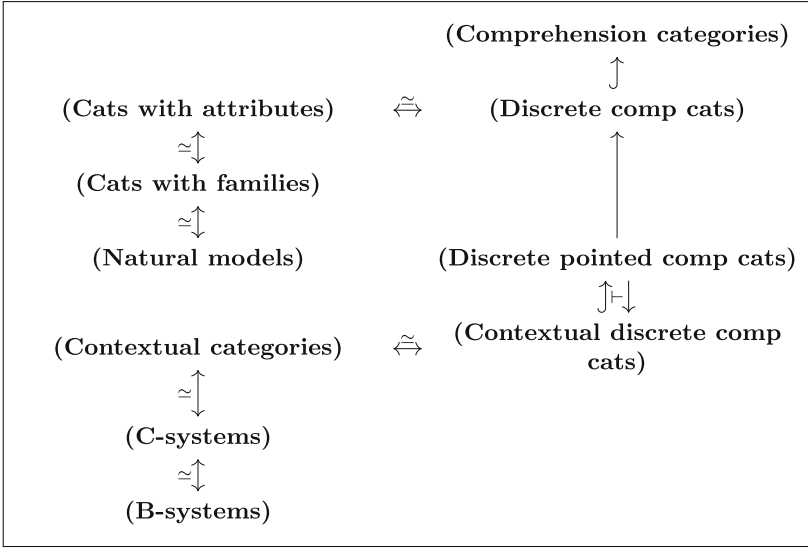 (Comprehension categories)
(Cats with attributes) ≃ (Discrete comp cats)
≃
(Cats with families)
≃
(Natural models) (Discrete pointed comp cats)
⊢
(Contextual categories) ≃ (Contextual discrete comp
cats)
≃
(C-systems)
≃
(B-systems)